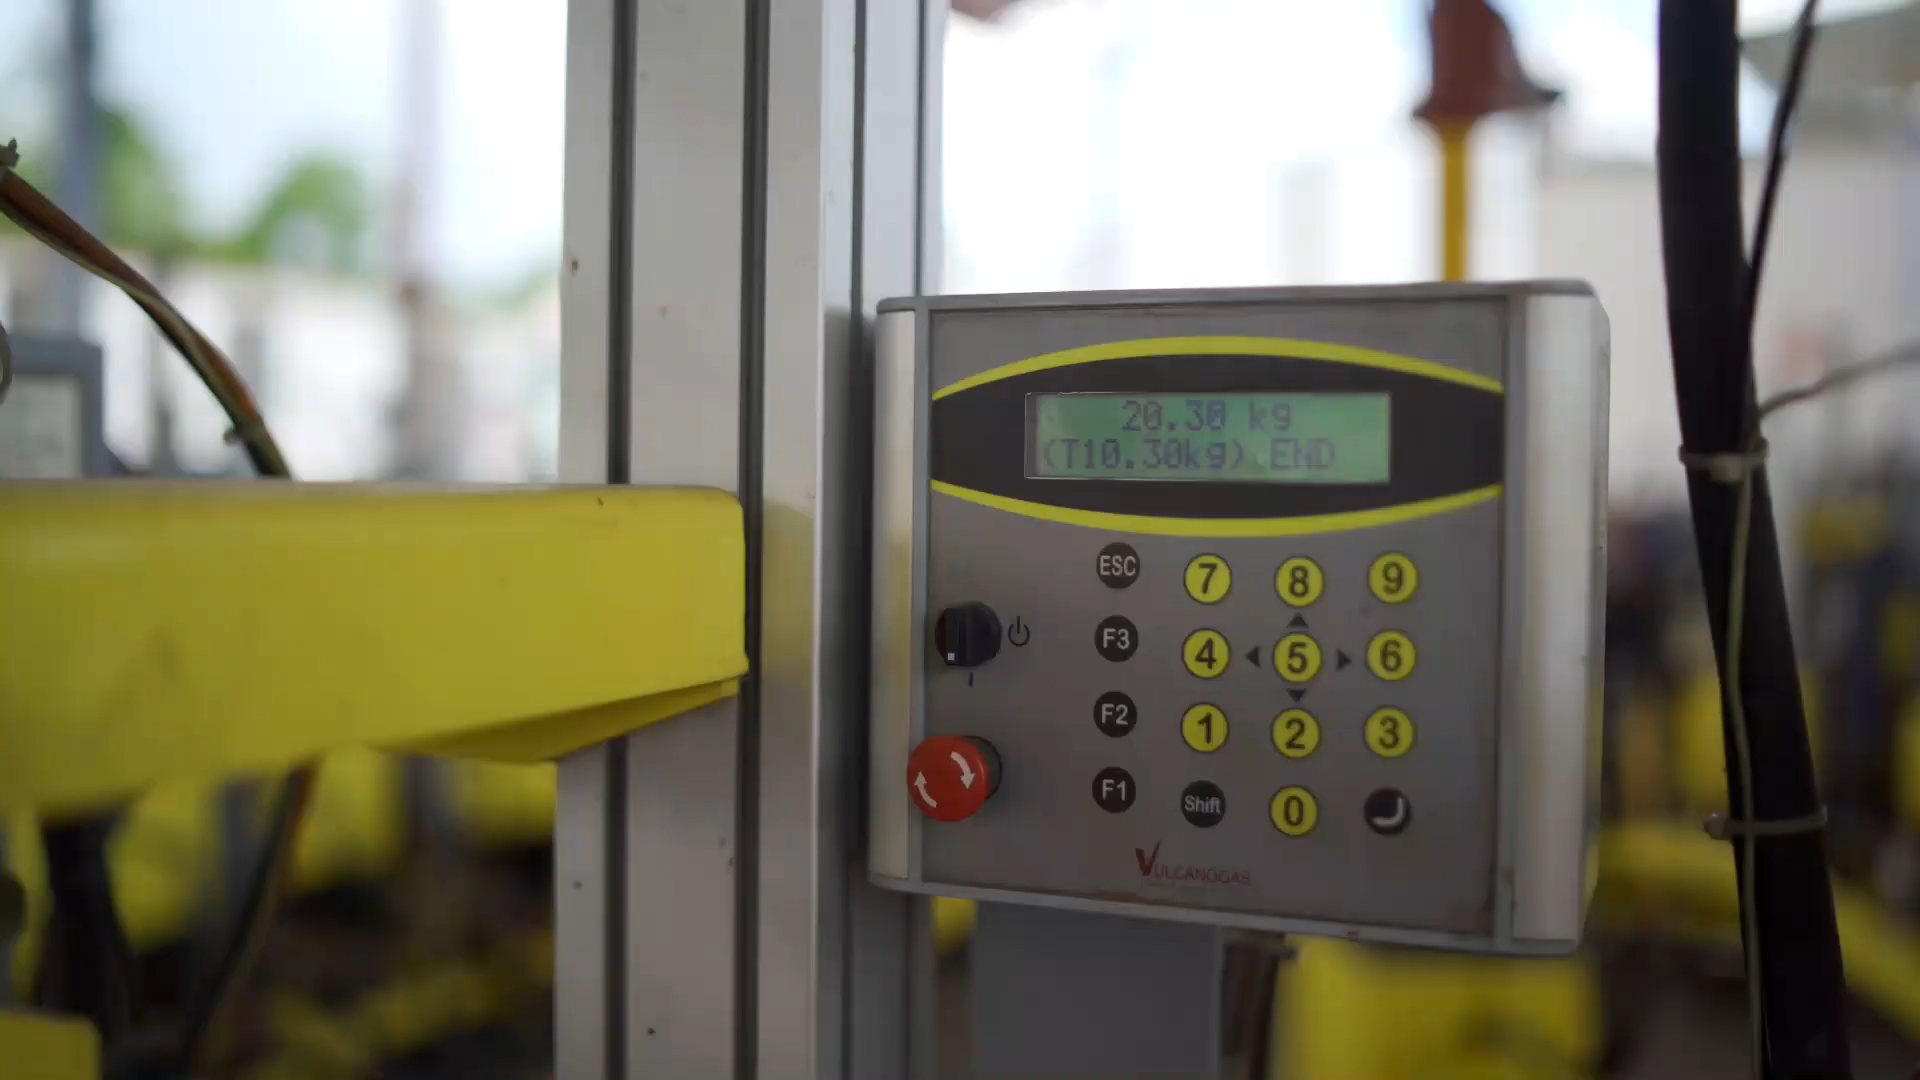 20.30 kg
(T10.30kg) END
ESC 7 8 9
F3 4 5 6
F2 1 2 3
F1 Shift 0
VULCANOGAS